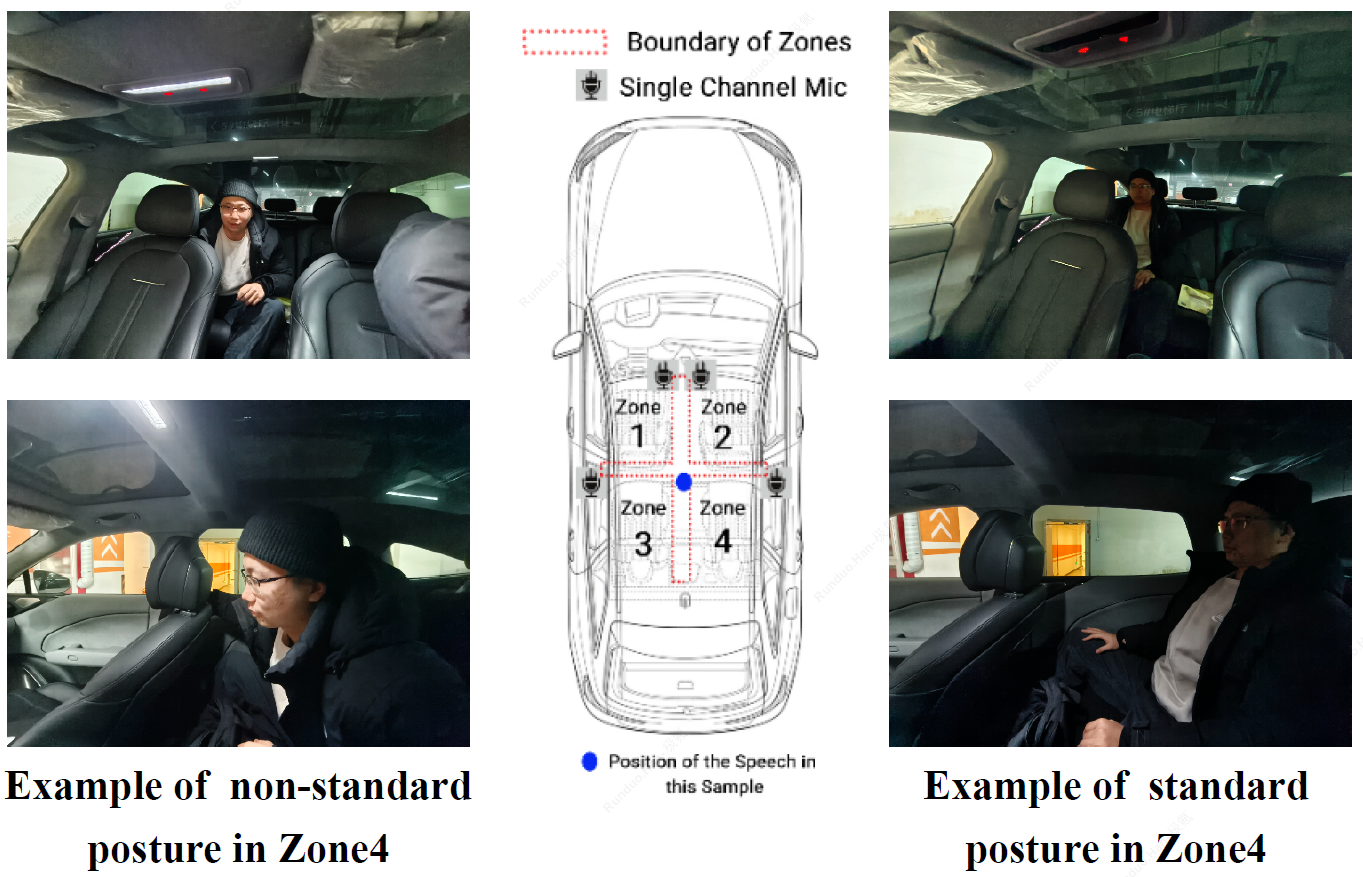 Boundary of Zones
Single Channel Mic
Zone
1
Zone
2
Zone
3
Zone
4
Position of the Speech in
this Sample
Example of non-standard
posture in Zone4
Example of standard
posture in Zone4